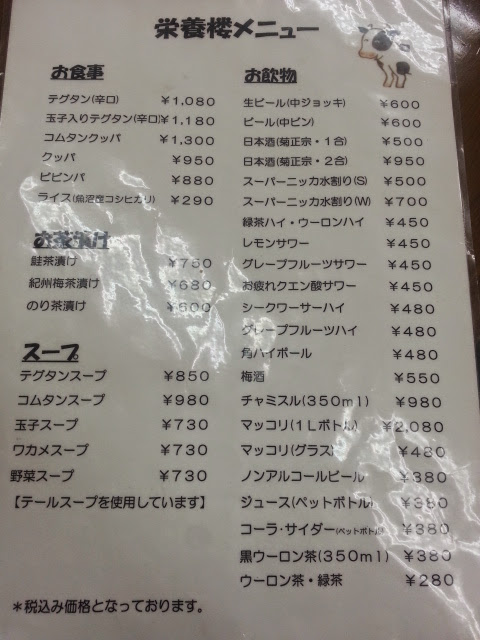 栄養楼メニュー
お食事
テグタン(辛口) ￥1,080
玉子入りテグタン(辛口) ￥1,180
コムタンクッパ ￥1,300
クッパ ￥950
ビビンパ ￥880
ライス(魚沼産コシヒカリ) ￥290
お茶漬け
鮭茶漬け ￥750
紀州梅茶漬け ￥680
のり茶漬け ￥600
スープ
テグタンスープ ￥850
コムタンスープ ￥980
玉子スープ ￥730
ワカメスープ ￥730
野菜スープ ￥730
【テールスープを使用しています】
＊税込み価格となっております。
お飲物
生ビール(中ジョッキ) ￥600
ビール(中ビン) ￥600
日本酒(菊正宗・1合) ￥500
日本酒(菊正宗・2合) ￥950
スーパーニッカ水割り(S) ￥500
スーパーニッカ水割り(W) ￥700
緑茶ハイ・ウーロンハイ ￥450
レモンサワー ￥450
グレープフルーツサワー ￥450
お疲れクエン酸サワー ￥450
シークワーサーハイ ￥480
グレープフルーツハイ ￥480
角ハイボール ￥480
梅酒 ￥550
チャミスル(350ml) ￥980
マッコリ(1Lボトル) ￥2,080
マッコリ(グラス) ￥480
ノンアルコールビール ￥380
ジュース(ペットボトル) ￥380
コーラ・サイダー(ペットボトル) ￥380
黒ウーロン茶(350ml) ￥380
ウーロン茶・緑茶 ￥280